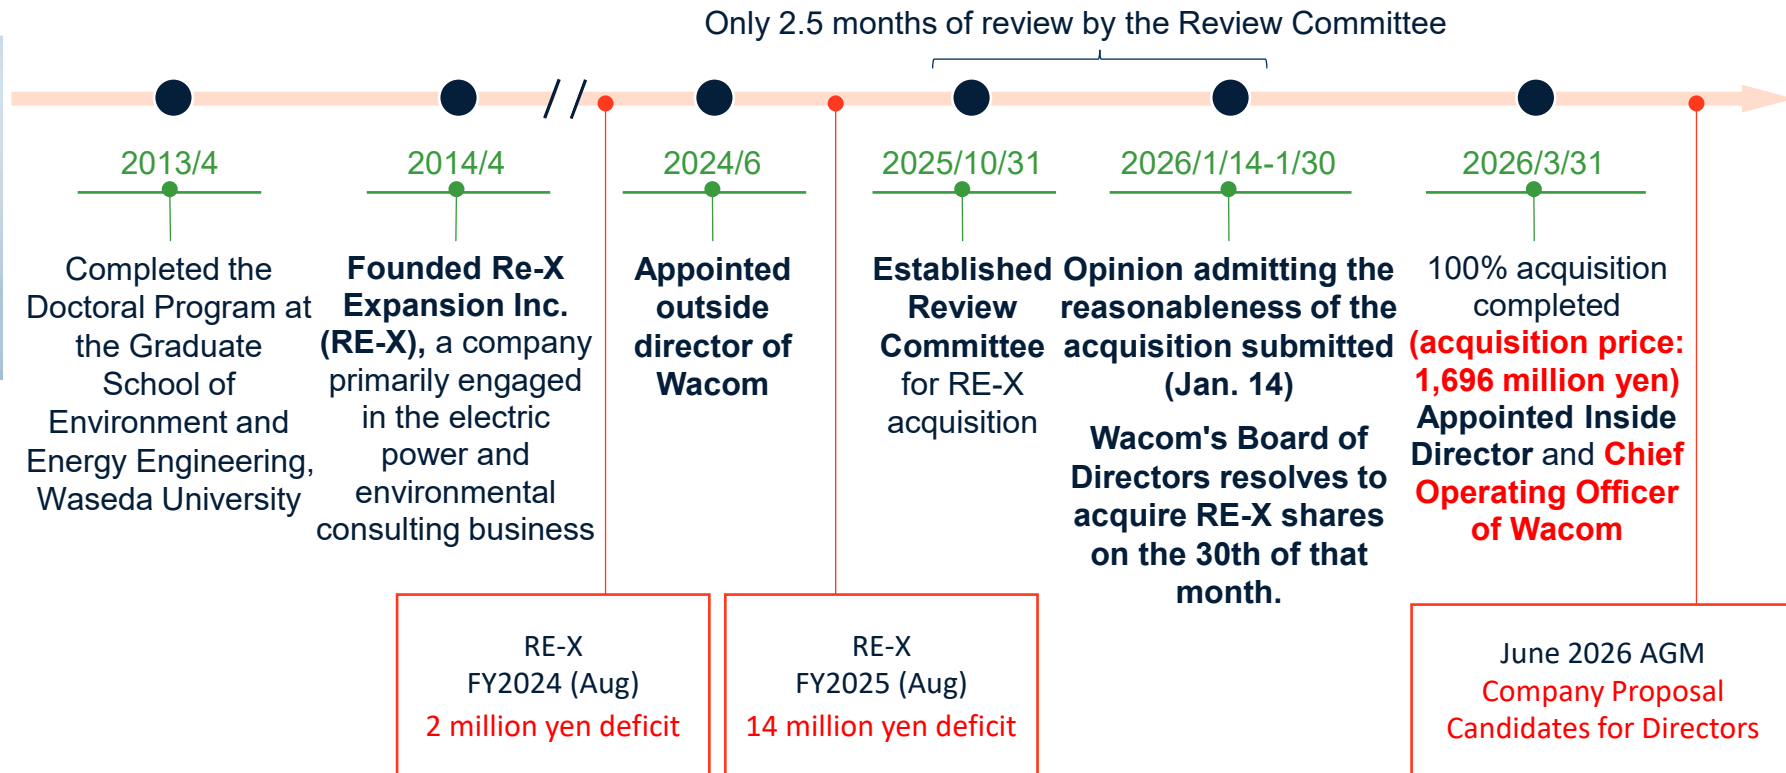 Only 2.5 months of review by the Review Committee
2013/4
Completed the
Doctoral Program at
the Graduate
School of
Environment and
Energy Engineering,
Waseda University
2014/4
Founded Re-X
Expansion Inc.
(RE-X), a company
primarily engaged
in the electric
power and
environmental
consulting business
2024/6
Appointed
outside
director of
Wacom
2025/10/31
Established
Review
Committee
for RE-X
acquisition
2026/1/14-1/30
Opinion admitting the
reasonableness of the
acquisition submitted
(Jan. 14)
Wacom's Board of
Directors resolves to
acquire RE-X shares
on the 30th of that
month.
2026/3/31
100% acquisition
completed
(acquisition price:
1,696 million yen)
Appointed Inside
Director and Chief
Operating Officer
of Wacom
RE-X
FY2024 (Aug)
2 million yen deficit
RE-X
FY2025 (Aug)
14 million yen deficit
June 2026 AGM
Company Proposal
Candidates for Directors